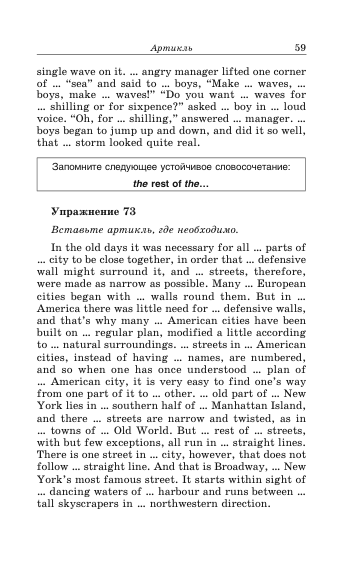 Артикль 59
single wave on it. ... angry manager lifted one corner
of ... “sea” and said to ... boys, “Make ... waves, ...
boys, make ... waves!” “Do you want ... waves for
... shilling or for sixpence?” asked ... boy in ... loud
voice. “Oh, for ... shilling,” answered ... manager. ...
boys began to jump up and down, and did it so well,
that ... storm looked quite real.
Запомните следующее устойчивое словосочетание:
the rest of the...
Упражнение 73
Вставьте артикль, где необходимо.
In the old days it was necessary for all ... parts of
... city to be close together, in order that ... defensive
wall might surround it, and ... streets, therefore,
were made as narrow as possible. Many ... European
cities began with ... walls round them. But in ...
America there was little need for ... defensive walls,
and that’s why many ... American cities have been
built on ... regular plan, modified a little according
to ... natural surroundings. ... streets in ... American
cities, instead of having ... names, are numbered,
and so when one has once understood ... plan of
... American city, it is very easy to find one’s way
from one part of it to ... other. ... old part of ... New
York lies in ... southern half of ... Manhattan Island,
and there ... streets are narrow and twisted, as in
... towns of ... Old World. But ... rest of ... streets,
with but few exceptions, all run in ... straight lines.
There is one street in ... city, however, that does not
follow ... straight line. And that is Broadway, ... New
York’s most famous street. It starts within sight of
... dancing waters of ... harbour and runs between ...
tall skyscrapers in ... northwestern direction.